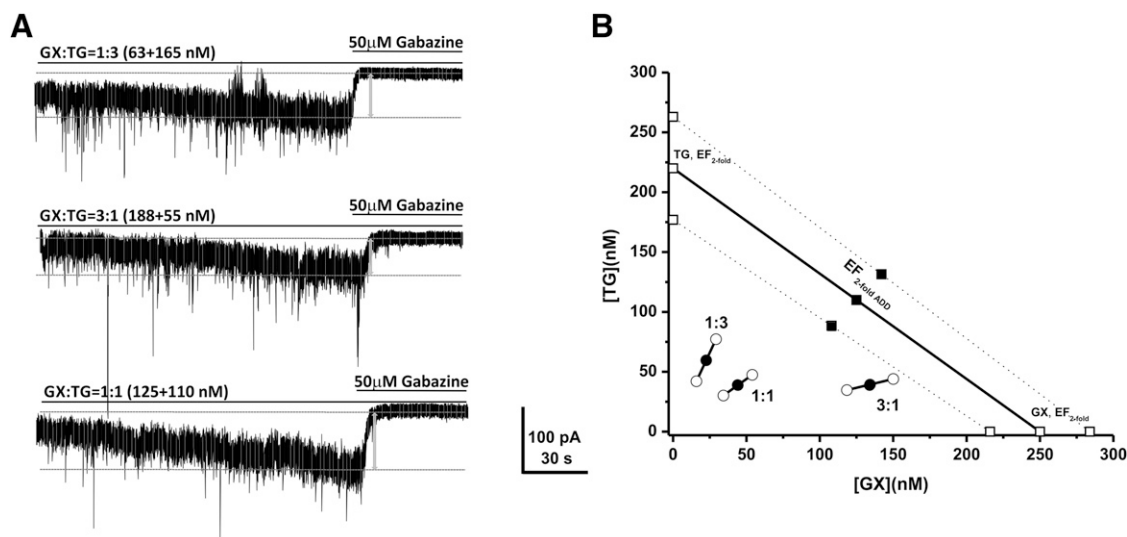 A
50μM Gabazine
GX:TG=1:3 (63+165 nM)
50μM Gabazine
GX:TG=3:1 (188+55 nM)
50μM Gabazine
GX:TG=1:1 (125+110 nM)
100 pA
30 s
B
300
250
200
150
100
50
0
[TG](nM)
TG, EF2-fold
EF2-fold ADD
1:3
1:1
3:1
GX, EF2-fold
0 50 100 150 200 250 300
[GX](nM)